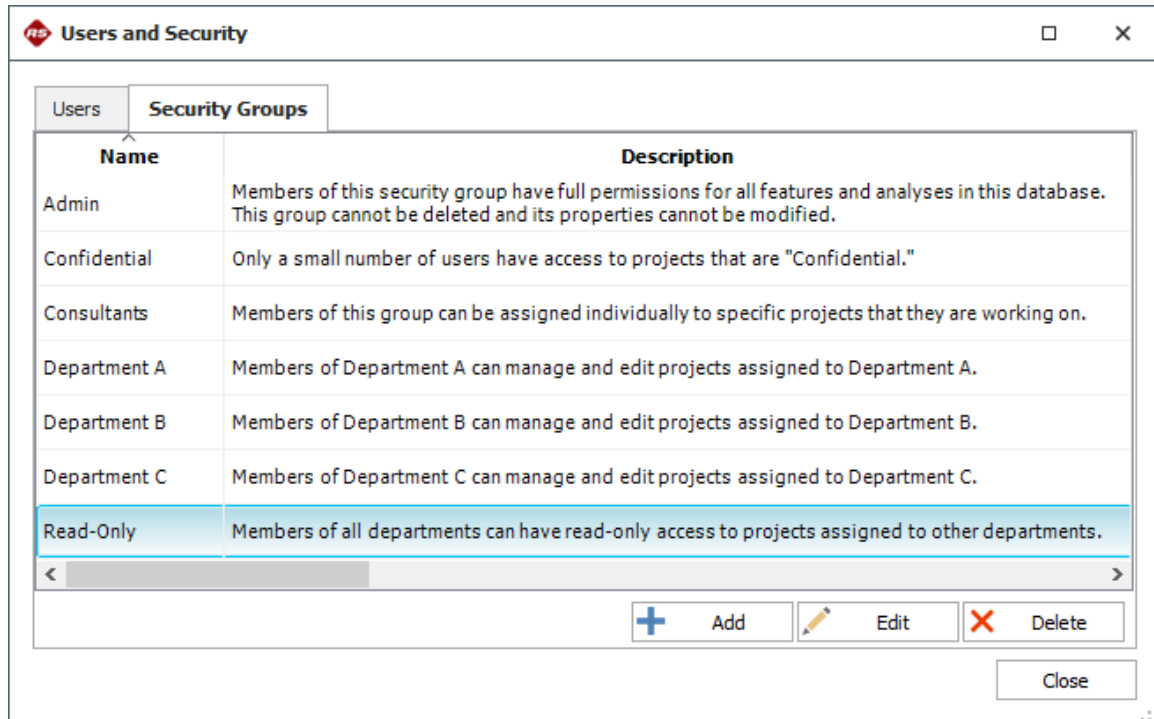 RS Users and Security
Users Security Groups
Name Description
Admin Members of this security group have full permissions for all features and analyses in this database.
This group cannot be deleted and its properties cannot be modified.
Confidential Only a small number of users have access to projects that are "Confidential."
Consultants Members of this group can be assigned individually to specific projects that they are working on.
Department A Members of Department A can manage and edit projects assigned to Department A.
Department B Members of Department B can manage and edit projects assigned to Department B.
Department C Members of Department C can manage and edit projects assigned to Department C.
Read-Only Members of all departments can have read-only access to projects assigned to other departments.
Add Edit Delete
Close